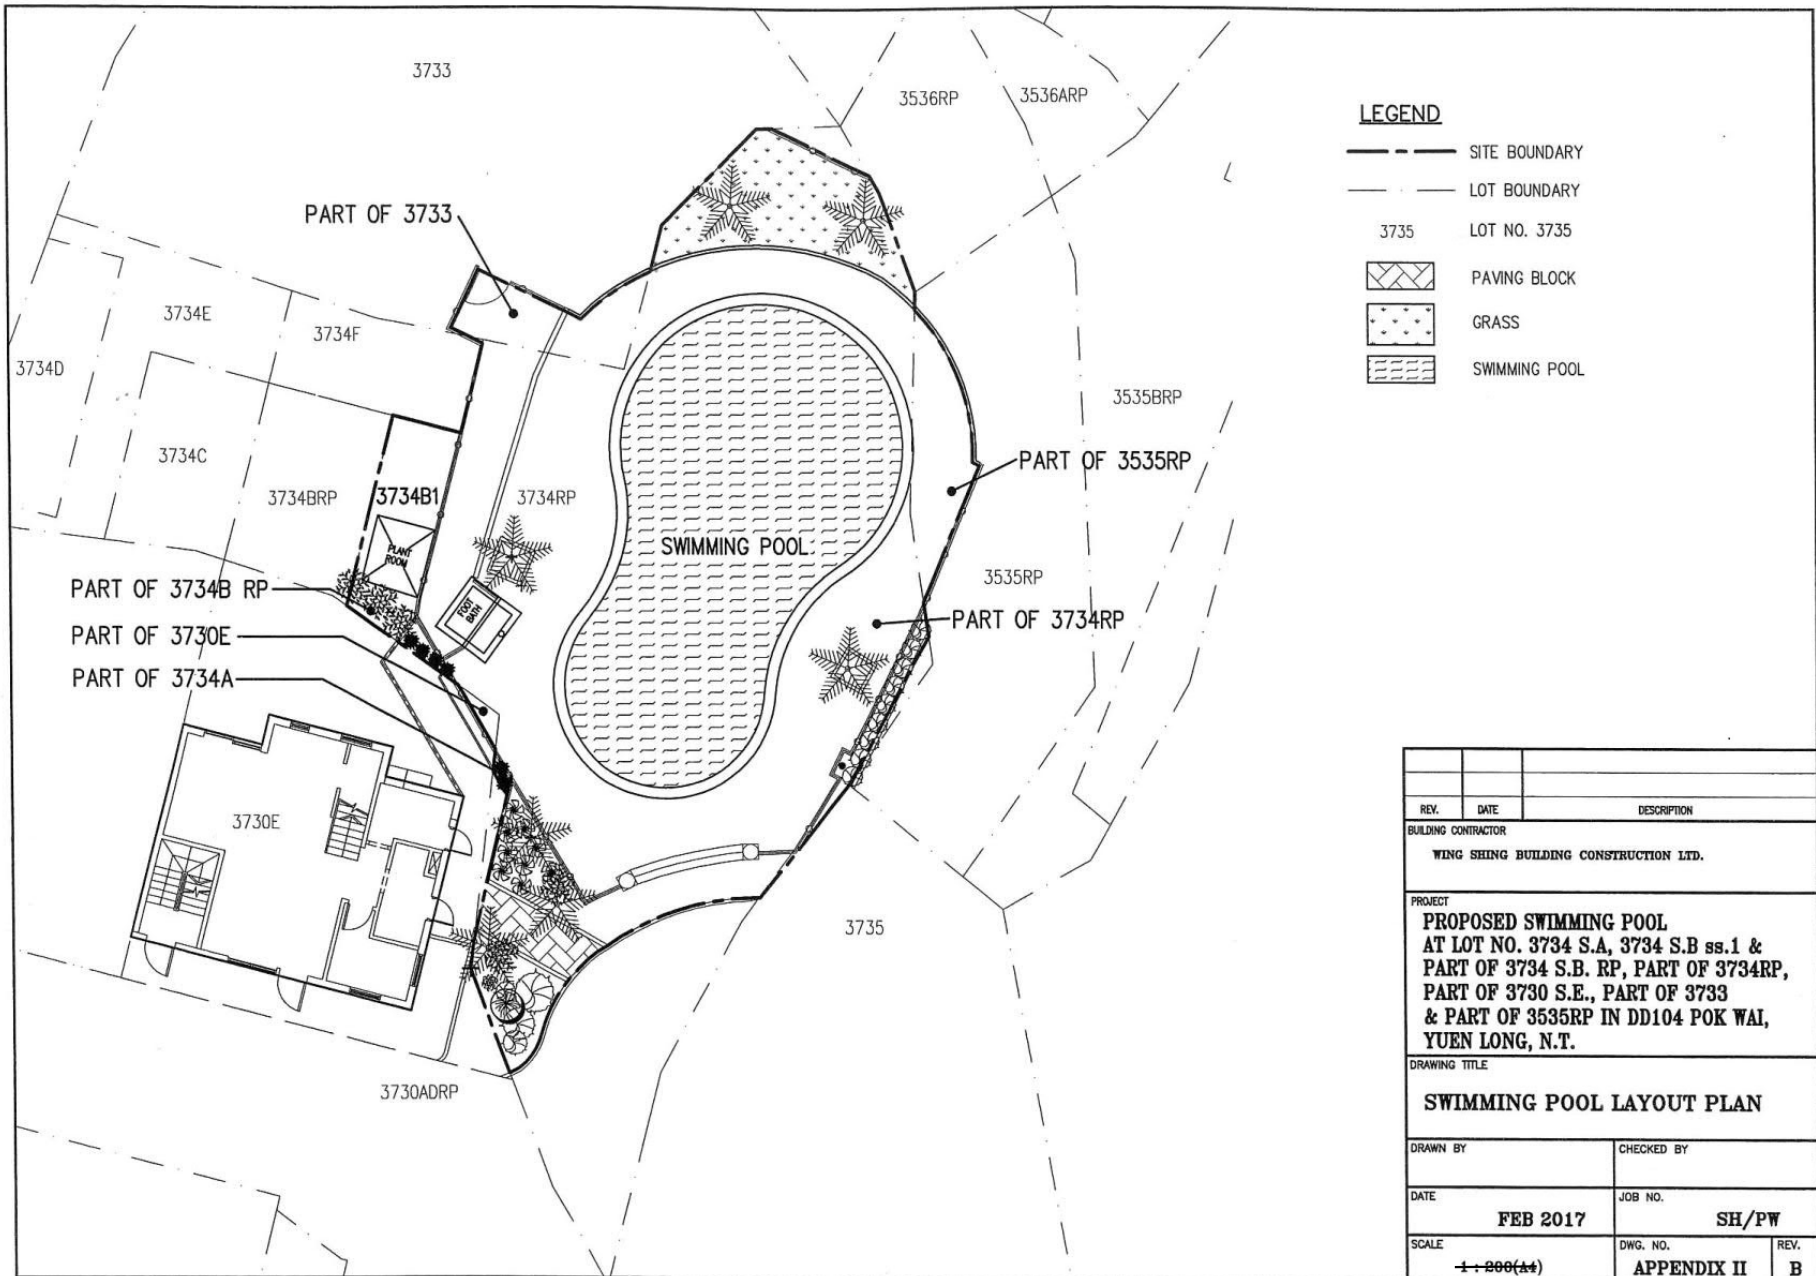 3733
3536RP
3536ARP
LEGEND
SITE BOUNDARY
LOT BOUNDARY
3735
LOT NO. 3735
PAVING BLOCK
GRASS
SWIMMING POOL
PART OF 3733
3734E
3734F
3734D
3734C
3734BRP
3734B1
3734RP
PLANT
ROOM
FOOT
BATH
SWIMMING POOL
3535BRP
PART OF 3535RP
3535RP
PART OF 3734RP
PART OF 3734B RP
PART OF 3730E
PART OF 3734A
3730E
3735
3730ADRP
REV.
DATE
DESCRIPTION
BUILDING CONTRACTOR
WING SHING BUILDING CONSTRUCTION LTD.
PROJECT
PROPOSED SWIMMING POOL
AT LOT NO. 3734 S.A, 3734 S.B ss.1 &
PART OF 3734 S.B. RP, PART OF 3734RP,
PART OF 3730 S.E., PART OF 3733
& PART OF 3535RP IN DD104 POK WAI,
YUEN LONG, N.T.
DRAWING TITLE
SWIMMING POOL LAYOUT PLAN
DRAWN BY
CHECKED BY
DATE
FEB 2017
JOB NO.
SH/PW
SCALE
1 : 200(A4)
DWG. NO.
APPENDIX II
REV.
B